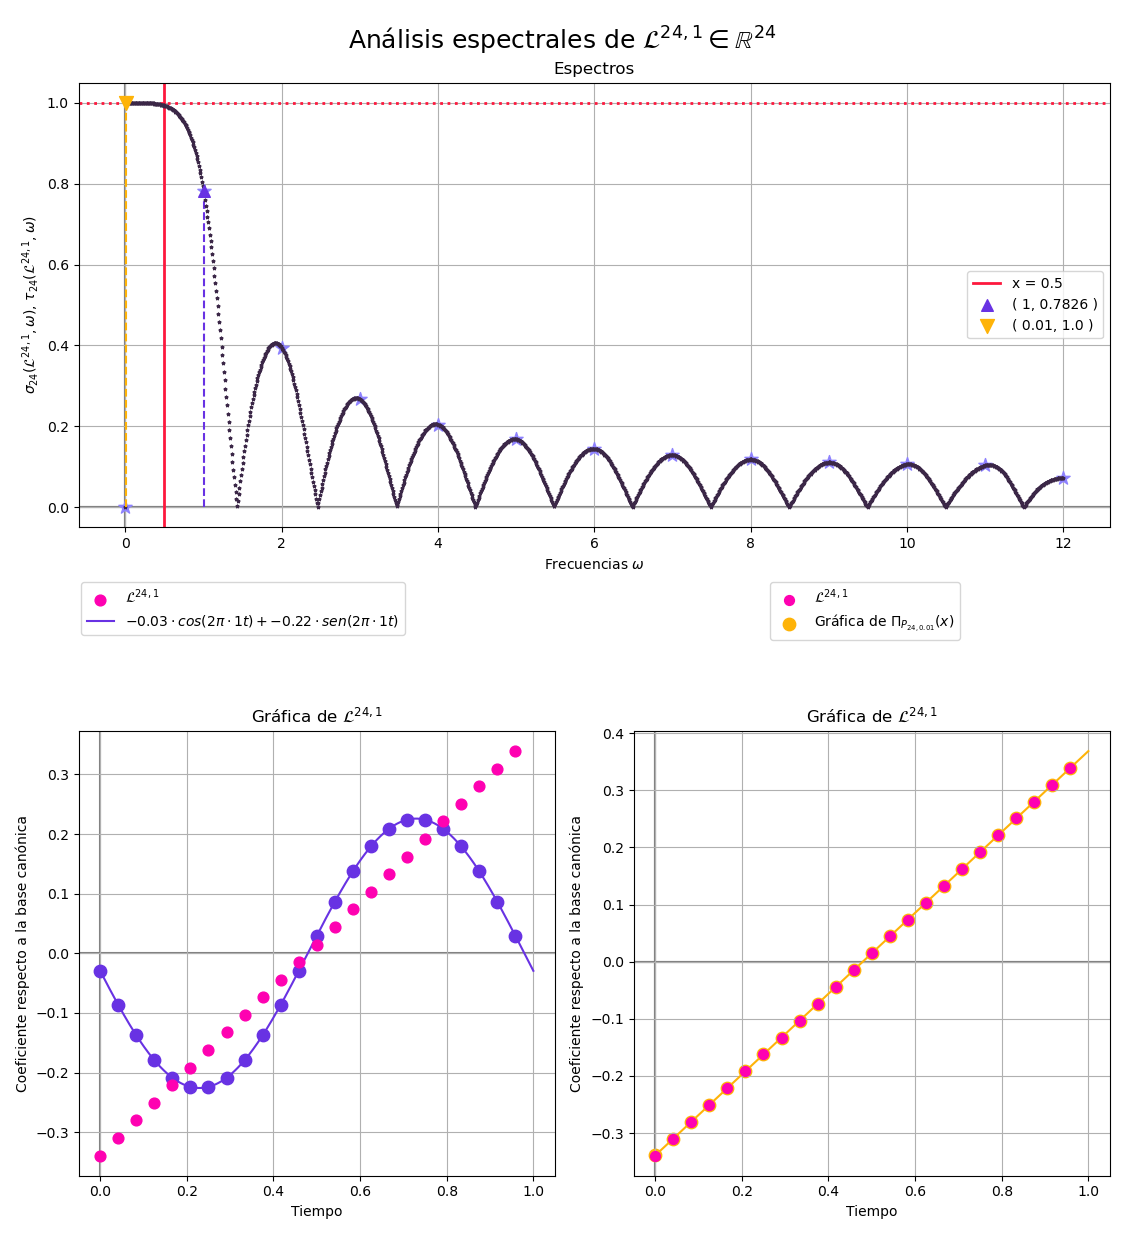 Análisis espectrales de 𝓛^{24,1} ∈ ℝ^{24}
Espectros
1.0
0.8
0.6
0.4
0.2
0.0
σ_{24}(𝓛^{24,1}, ω), τ_{24}(𝓛^{24,1}, ω)
x = 0.5
( 1, 0.7826 )
( 0.01, 1.0 )
0 2 4 6 8 10 12
Frecuencias ω
𝓛^{24,1}
−0.03 · cos(2π · 1t) + −0.22 · sen(2π · 1t)
𝓛^{24,1}
Gráfica de Π_{P_{24,0.01}}(x)
Gráfica de 𝓛^{24,1}
0.3
0.2
0.1
0.0
−0.1
−0.2
−0.3
Coeficiente respecto a la base canónica
0.0 0.2 0.4 0.6 0.8 1.0
Tiempo
Gráfica de 𝓛^{24,1}
0.4
0.3
0.2
0.1
0.0
−0.1
−0.2
−0.3
Coeficiente respecto a la base canónica
0.0 0.2 0.4 0.6 0.8 1.0
Tiempo